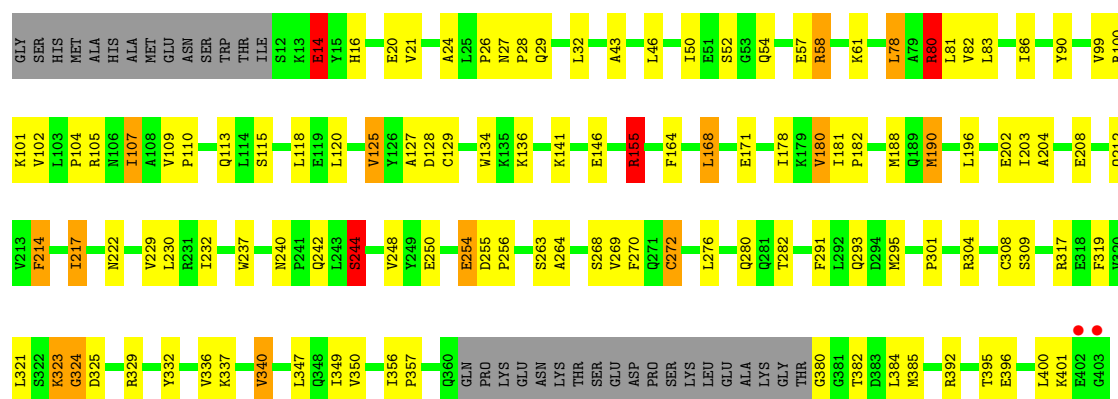 GLY SER HIS MET ALA HIS ALA MET GLU ASN SER TRP THR ILE S12 K13 E14 Y15 H16 E20 V21 A24 L25 P26 N27 P28 Q29 L32 A43 L46 I50 E51 S52 G53 Q54 E57 R58 K61 L78 A79 R80 L81 V82 L83 I86 Y90 V99
K101 V102 L103 P104 R105 N106 I107 A108 V109 P110 Q113 L114 S115 L118 E119 L120 V125 Y126 A127 D128 C129 W134 K135 K136 K141 E146 R155 F164 L168 E171 I178 K179 V180 I181 P182 M188 Q189 M190 L196 E202 I203 A204 E208
V213 F214 I217 N222 V229 L230 R231 I232 W237 N240 P241 Q242 L243 S244 V248 Y249 E250 E254 D255 P256 S263 A264 S268 V269 F270 Q271 C272 L276 Q280 Q281 T282 F291 L292 Q293 D294 M295 P301 R304 C308 S309 R317 E318 F319
L321 S322 K323 G324 D325 R329 Y332 V336 K337 V340 L347 Q348 I349 V350 I356 P357 Q360 GLN PRO LYS GLU ASN LYS THR SER GLU ASP PRO SER LYS LEU GLU ALA LYS GLY THR G380 G381 T382 D383 L384 M385 R392 T395 E396 L400 K401 E402 G403